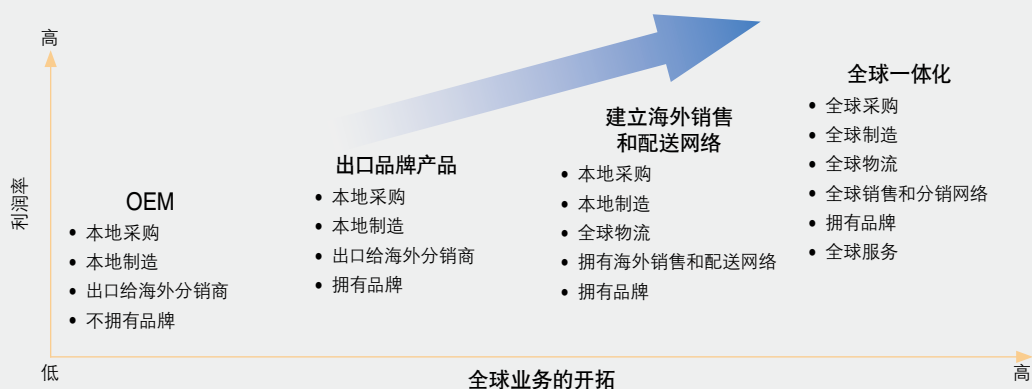 高
利润率
低
OEM
• 本地采购
• 本地制造
• 出口给海外分销商
• 不拥有品牌
出口品牌产品
• 本地采购
• 本地制造
• 出口给海外分销商
• 拥有品牌
建立海外销售
和配送网络
• 本地采购
• 本地制造
• 全球物流
• 拥有海外销售和配送网络
• 拥有品牌
全球一体化
• 全球采购
• 全球制造
• 全球物流
• 全球销售和分销网络
• 拥有品牌
• 全球服务
全球业务的开拓
高